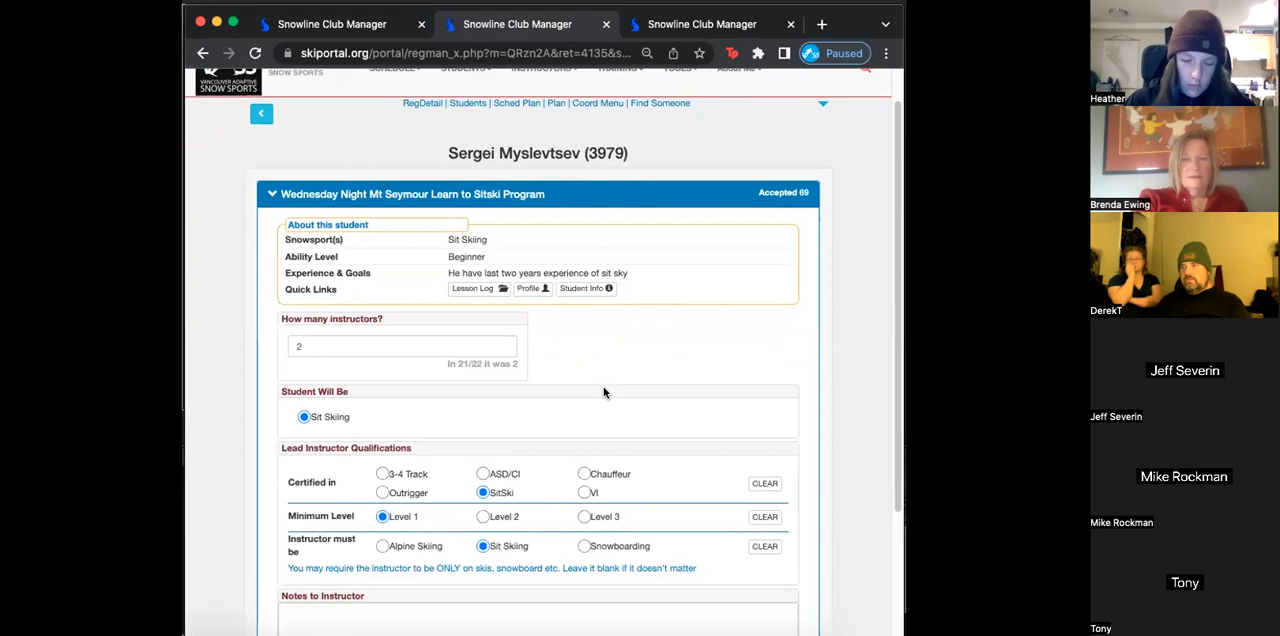 Snowline Club Manager
Snowline Club Manager
Snowline Club Manager
skiportal.org/portal/regman_x.php?m=QRzn2A&ret=4135&s...
Paused
VANCOUVER ADAPTIVE
SNOW SPORTS
SNOW SPORTS
RegDetail | Students | Sched Plan | Plan | Coord Menu | Find Someone
Sergei Myslevtsev (3979)
Wednesday Night Mt Seymour Learn to Sitski Program
Accepted 69
About this student
Snowsport(s) Sit Skiing
Ability Level Beginner
Experience & Goals He have last two years experience of sit sky
Quick Links Lesson Log Profile Student Info
How many instructors?
2
In 21/22 it was 2
Student Will Be
Sit Skiing
Lead Instructor Qualifications
Certified in 3-4 Track ASD/CI Chauffeur
Outrigger SitSki VI CLEAR
Minimum Level Level 1 Level 2 Level 3 CLEAR
Instructor must be Alpine Skiing Sit Skiing Snowboarding CLEAR
You may require the instructor to be ONLY on skis, snowboard etc. Leave it blank if it doesn't matter
Notes to Instructor
Heather
Brenda Ewing
DerekT
Jeff Severin
Jeff Severin
Mike Rockman
Mike Rockman
Tony
Tony